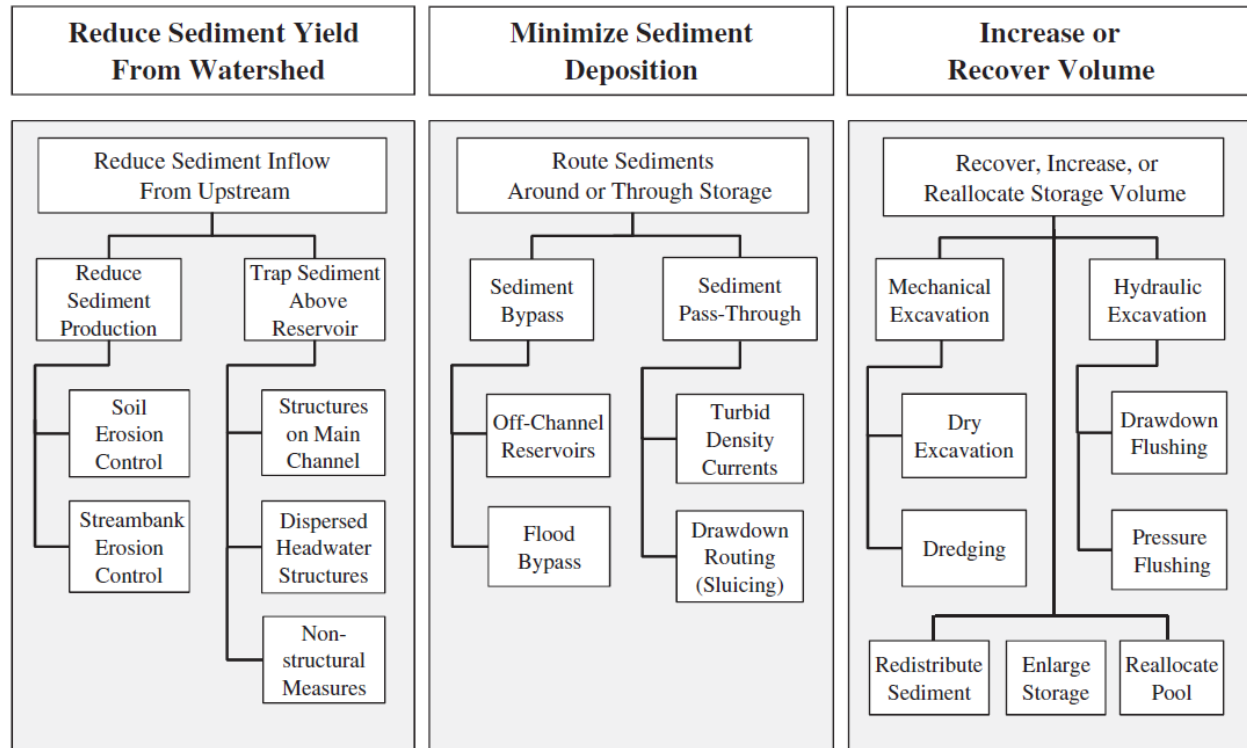 Reduce Sediment Yield
From Watershed
Minimize Sediment
Deposition
Increase or
Recover Volume
Reduce Sediment Inflow
From Upstream
Reduce
Sediment
Production
Trap Sediment
Above
Reservoir
Soil
Erosion
Control
Streambank
Erosion
Control
Structures
on Main
Channel
Dispersed
Headwater
Structures
Non-
structural
Measures
Route Sediments
Around or Through Storage
Sediment
Bypass
Sediment
Pass-Through
Off-Channel
Reservoirs
Flood
Bypass
Turbid
Density
Currents
Drawdown
Routing
(Sluicing)
Recover, Increase, or
Reallocate Storage Volume
Mechanical
Excavation
Hydraulic
Excavation
Dry
Excavation
Dredging
Drawdown
Flushing
Pressure
Flushing
Redistribute
Sediment
Enlarge
Storage
Reallocate
Pool